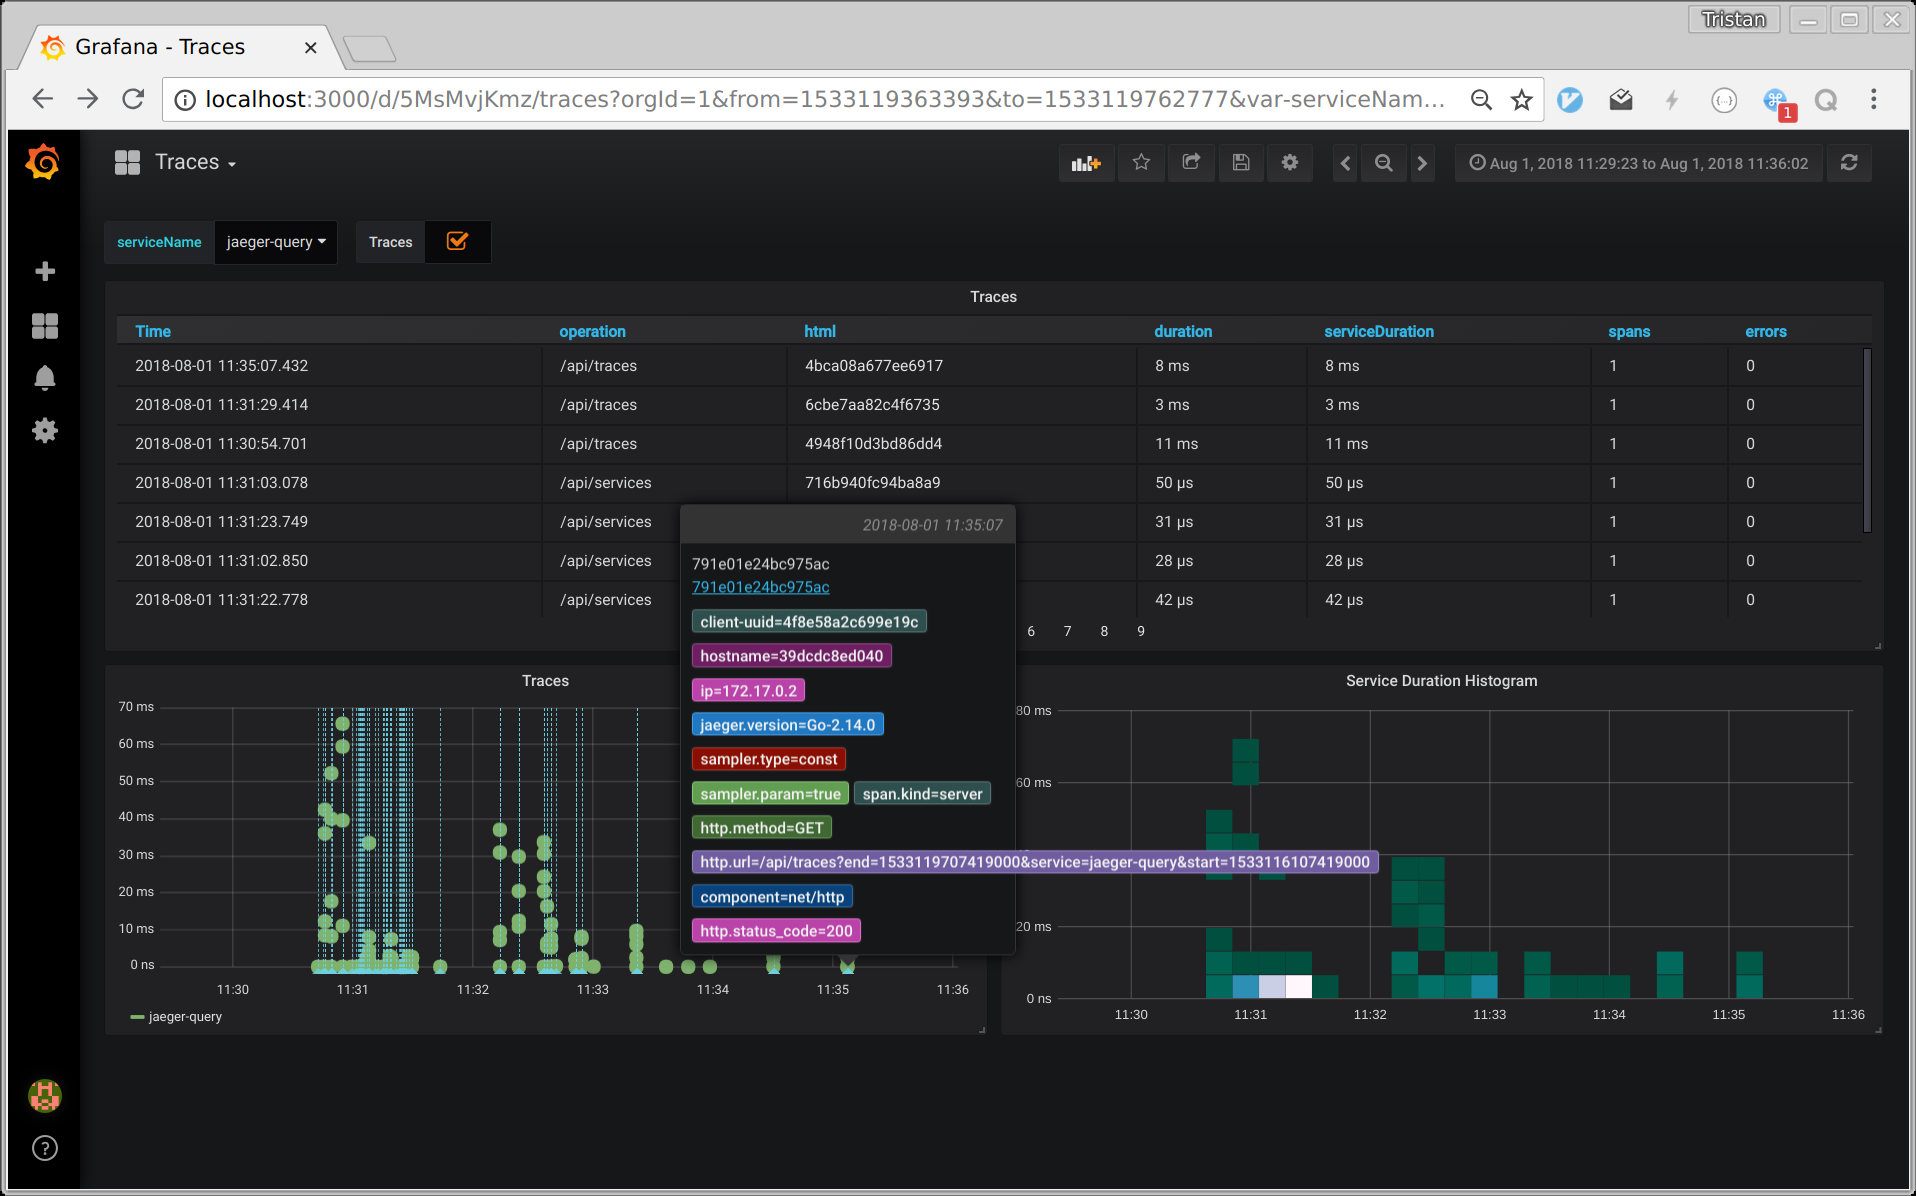 Tristan
Grafana - Traces
localhost:3000/d/5MsMvjKmz/traces?orgId=1&from=1533119363393&to=1533119762777&var-serviceNam...
1
Traces
Aug 1, 2018 11:29:23 to Aug 1, 2018 11:36:02
serviceName jaeger-query Traces
Traces
Time operation html duration serviceDuration spans errors
2018-08-01 11:35:07.432 /api/traces 4bca08a677ee6917 8 ms 8 ms 1 0
2018-08-01 11:31:29.414 /api/traces 6cbe7aa82c4f6735 3 ms 3 ms 1 0
2018-08-01 11:30:54.701 /api/traces 4948f10d3bd86dd4 11 ms 11 ms 1 0
2018-08-01 11:31:03.078 /api/services 716b940fc94ba8a9 50 µs 50 µs 1 0
2018-08-01 11:31:23.749 /api/services 31 µs 31 µs 1 0
2018-08-01 11:31:02.850 /api/services 28 µs 28 µs 1 0
2018-08-01 11:31:22.778 /api/services 42 µs 42 µs 1 0
6 7 8 9
2018-08-01 11:35:07
791e01e24bc975ac
791e01e24bc975ac
client-uuid=4f8e58a2c699e19c
hostname=39dcdc8ed040
ip=172.17.0.2
jaeger.version=Go-2.14.0
sampler.type=const
sampler.param=true span.kind=server
http.method=GET
http.url=/api/traces?end=1533119707419000&service=jaeger-query&start=1533116107419000
component=net/http
http.status_code=200
Traces
70 ms
60 ms
50 ms
40 ms
30 ms
20 ms
10 ms
0 ns
11:30 11:31 11:32 11:33 11:34 11:35 11:36
jaeger-query
Service Duration Histogram
80 ms
60 ms
20 ms
0 ns
11:30 11:31 11:32 11:33 11:34 11:35 11:36
?